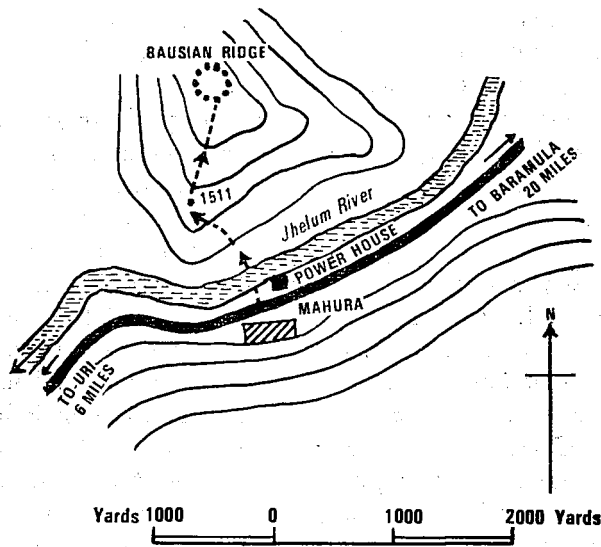 BAUSIAN RIDGE
1511
Jhelum River
TO BARAMULA
20 MILES
POWER HOUSE
MAHURA
TO-URI
6 MILES
N
Yards 1000 0 1000 2000 Yards